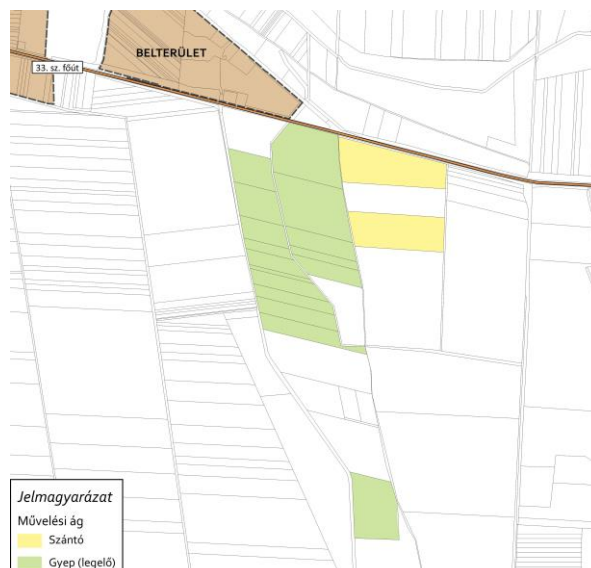 BELTERÜLET
33. sz. főút
Jelmagyarázat
Művelési ág
Szántó
Gyep (legelő)